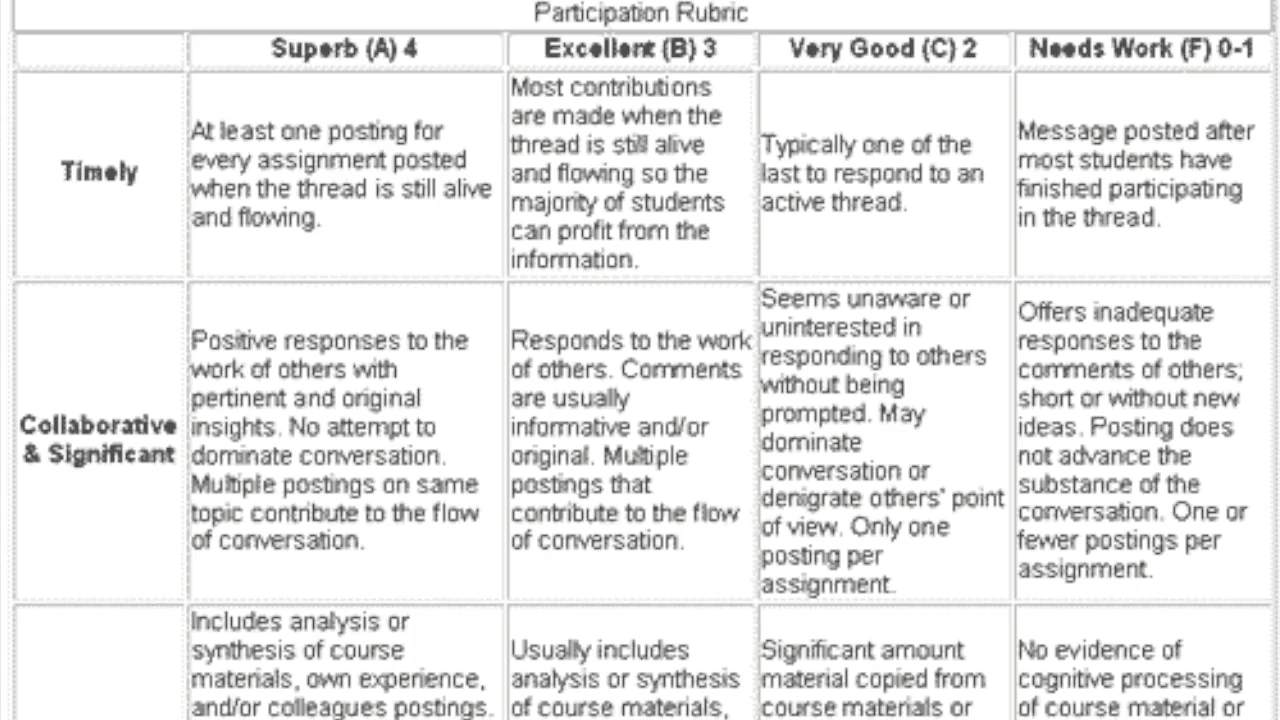 Participation Rubric
Superb (A) 4
Excellent (B) 3
Very Good (C) 2
Needs Work (F) 0-1
Timely
At least one posting for
every assignment posted
when the thread is still alive
and flowing.
Most contributions
are made when the
thread is still alive
and flowing so the
majority of students
can profit from the
information.
Typically one of the
last to respond to an
active thread.
Message posted after
most students have
finished participating
in the thread.
Collaborative
& Significant
Positive responses to the
work of others with
pertinent and original
insights. No attempt to
dominate conversation.
Multiple postings on same
topic contribute to the flow
of conversation.
Responds to the work
of others. Comments
are usually
informative and/or
original. Multiple
postings that
contribute to the flow
of conversation.
Seems unaware or
uninterested in
responding to others
without being
prompted. May
dominate
conversation or
denigrate others' point
of view. Only one
posting per
assignment.
Offers inadequate
responses to the
comments of others;
short or without new
ideas. Posting does
not advance the
substance of the
conversation. One or
fewer postings per
assignment.
Includes analysis or
synthesis of course
materials, own experience,
and/or colleagues postings.
Usually includes
analysis or synthesis
of course materials,
Significant amount
material copied from
course materials or
No evidence of
cognitive processing
of course material or